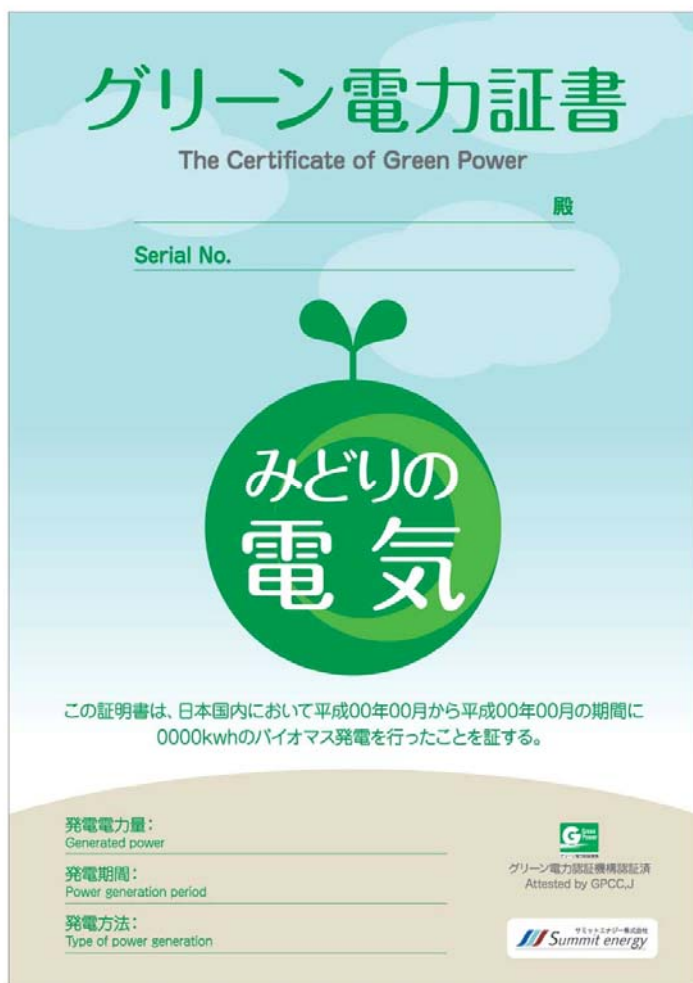 グリーン電力証書
The Certificate of Green Power
殿
Serial No.
みどりの
電気
この証明書は、日本国内において平成00年00月から平成00年00月の期間に
0000kwhのバイオマス発電を行ったことを証する。
発電電力量：
Generated power
発電期間：
Power generation period
発電方法：
Type of power generation
G Green Power
グリーン電力認証機構認証済
Attested by GPCC,J
サミットエナジー株式会社
Summit energy